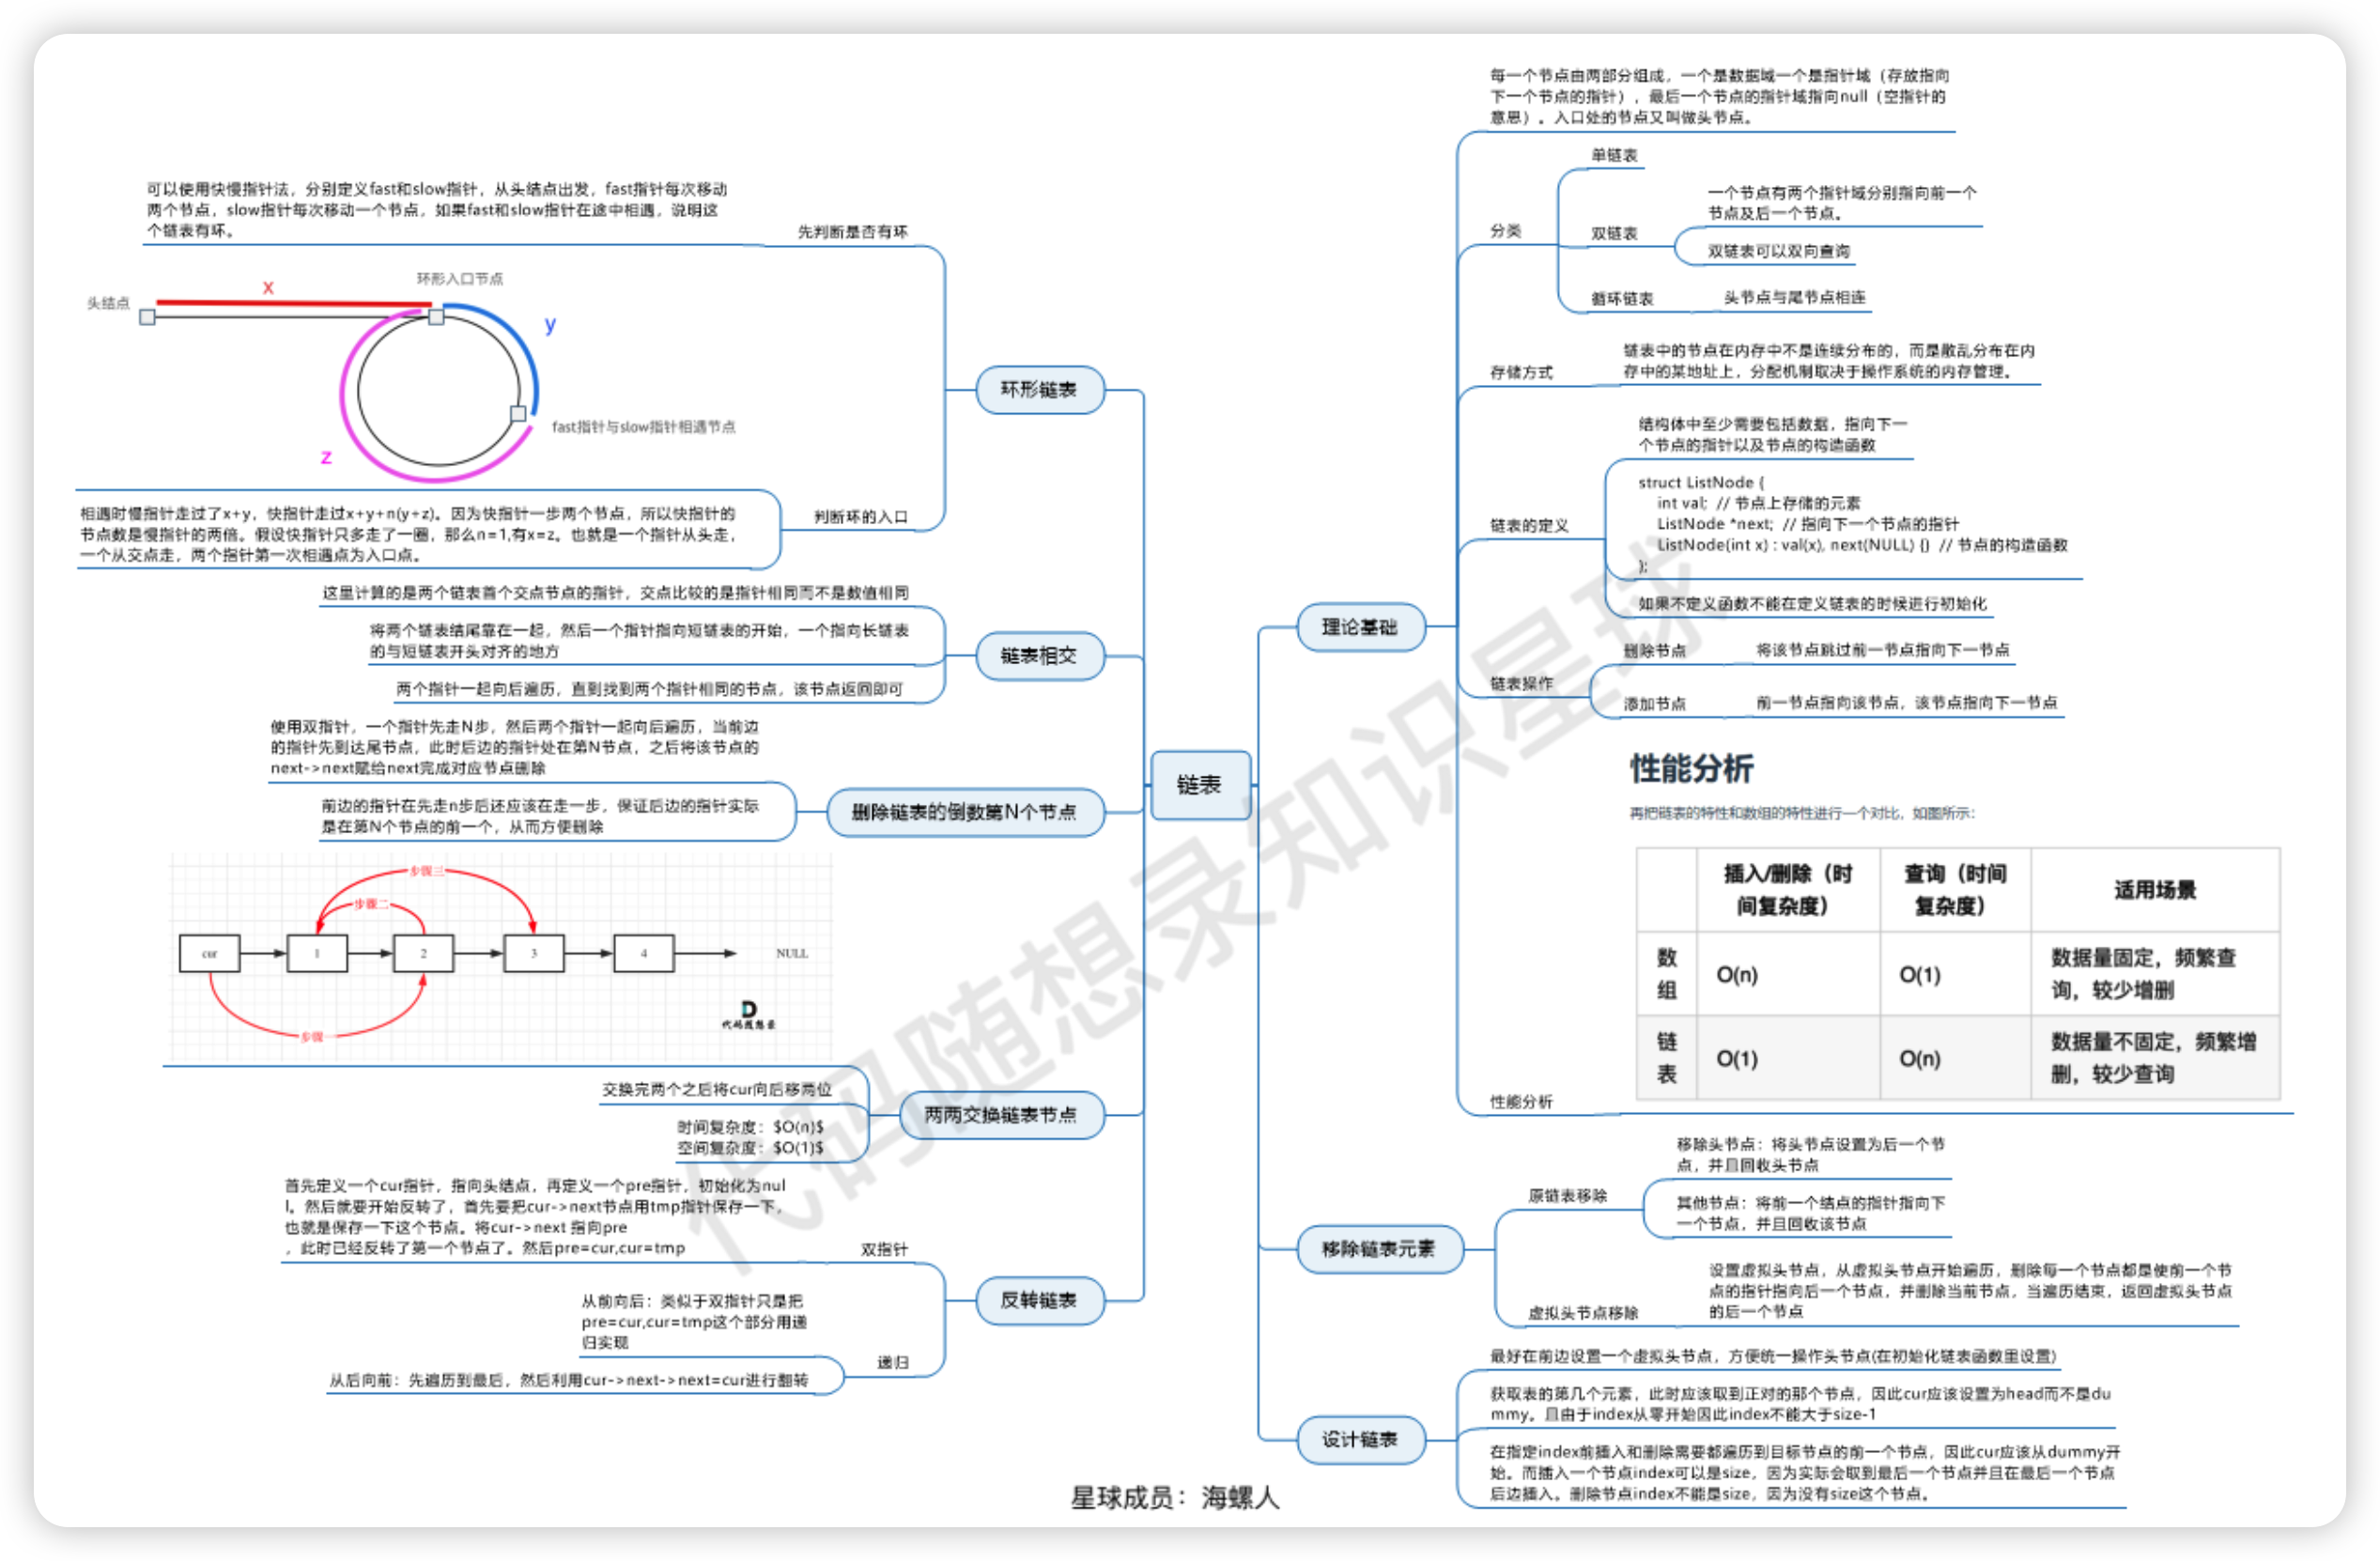 链表
理论基础
每一个节点由两部分组成，一个是数据域一个是指针域（存放指向
下一个节点的指针），最后一个节点的指针域指向null（空指针的
意思）。入口处的节点又叫做头节点。
分类
单链表
双链表
一个节点有两个指针域分别指向前一个
节点及后一个节点。
双链表可以双向查询
循环链表
头节点与尾节点相连
存储方式
链表中的节点在内存中不是连续分布的，而是散乱分布在内
存中的某地址上，分配机制取决于操作系统的内存管理。
链表的定义
结构体中至少需要包括数据，指向下一
个节点的指针以及节点的构造函数
struct ListNode {
int val; // 节点上存储的元素
ListNode *next; // 指向下一个节点的指针
ListNode(int x) : val(x), next(NULL) {} // 节点的构造函数
};
如果不定义函数不能在定义链表的时候进行初始化
链表操作
删除节点
将该节点跳过前一节点指向下一节点
添加节点
前一节点指向该节点，该节点指向下一节点
性能分析
性能分析
再把链表的特性和数组的特性进行一个对比，如图所示：
插入/删除（时
间复杂度）
查询（时间
复杂度）
适用场景
数
组
O(n)
O(1)
数据量固定，频繁查
询，较少增删
链
表
O(1)
O(n)
数据量不固定，频繁增
删，较少查询
移除链表元素
原链表移除
移除头节点：将头节点设置为后一个节
点，并且回收头节点
其他节点：将前一个结点的指针指向下
一个节点，并且回收该节点
虚拟头节点移除
设置虚拟头节点，从虚拟头节点开始遍历，删除每一个节点都是使前一个节
点的指针指向后一个节点，并删除当前节点，当遍历结束，返回虚拟头节点
的后一个节点
设计链表
最好在前边设置一个虚拟头节点，方便统一操作头节点(在初始化链表函数里设置)
获取表的第几个元素，此时应该取到正对的那个节点，因此cur应该设置为head而不是du
mmy。且由于index从零开始因此index不能大于size-1
在指定index前插入和删除需要都遍历到目标节点的前一个节点，因此cur应该从dummy开
始。而插入一个节点index可以是size，因为实际会取到最后一个节点并且在最后一个节点
后边插入。删除节点index不能是size，因为没有size这个节点。
环形链表
先判断是否有环
可以使用快慢指针法，分别定义fast和slow指针，从头结点出发，fast指针每次移动
两个节点，slow指针每次移动一个节点，如果fast和slow指针在途中相遇，说明这
个链表有环。
判断环的入口
头结点
x
环形入口节点
y
fast指针与slow指针相遇节点
z
相遇时慢指针走过了x+y，快指针走过x+y+n(y+z)。因为快指针一步两个节点，所以快指针的
节点数是慢指针的两倍。假设快指针只多走了一圈，那么n=1,有x=z。也就是一个指针从头走，
一个从交点走，两个指针第一次相遇点为入口点。
链表相交
这里计算的是两个链表首个交点节点的指针，交点比较的是指针相同而不是数值相同
将两个链表结尾靠在一起，然后一个指针指向短链表的开始，一个指向长链表
的与短链表开头对齐的地方
两个指针一起向后遍历，直到找到两个指针相同的节点，该节点返回即可
删除链表的倒数第N个节点
使用双指针，一个指针先走N步，然后两个指针一起向后遍历，当前边
的指针先到达尾节点，此时后边的指针处在第N节点，之后将该节点的
next->next赋给next完成对应节点删除
前边的指针在先走n步后还应该在走一步，保证后边的指针实际
是在第N个节点的前一个，从而方便删除
两两交换链表节点
步骤三
步骤二
cur
1
2
3
4
NULL
步骤一
代码随想录
交换完两个之后将cur向后移两位
时间复杂度：$O(n)$
空间复杂度：$O(1)$
反转链表
双指针
首先定义一个cur指针，指向头结点，再定义一个pre指针，初始化为nul
l。然后就要开始反转了，首先要把cur->next节点用tmp指针保存一下，
也就是保存一下这个节点。将cur->next 指向pre
，此时已经反转了第一个节点了。然后pre=cur,cur=tmp
递归
从前向后：类似于双指针只是把
pre=cur,cur=tmp这个部分用递
归实现
从后向前：先遍历到最后，然后利用cur->next->next=cur进行翻转
星球成员：海螺人
代码随想录知识星球